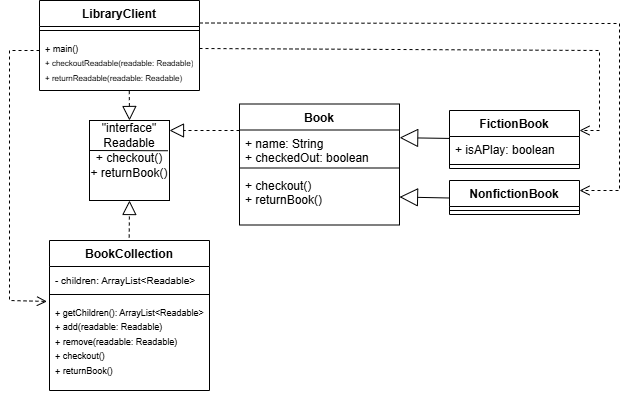 LibraryClient
+ main()
+ checkoutReadable(readable: Readable)
+ returnReadable(readable: Readable)
"interface"
Readable
+ checkout()
+ returnBook()
Book
+ name: String
+ checkedOut: boolean
+ checkout()
+ returnBook()
FictionBook
+ isAPlay: boolean
NonfictionBook
BookCollection
- children: ArrayList<Readable>
+ getChildren(): ArrayList<Readable>
+ add(readable: Readable)
+ remove(readable: Readable)
+ checkout()
+ returnBook()